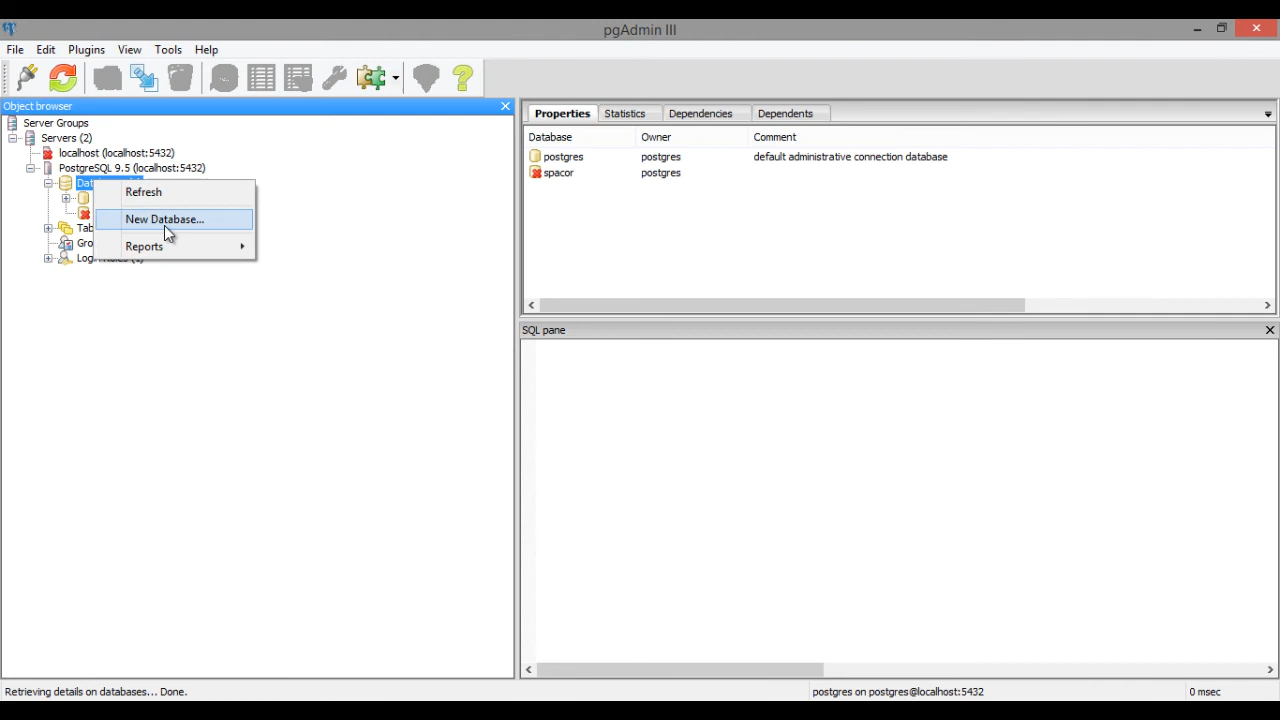 pgAdmin III
File Edit Plugins View Tools Help
Object browser
Server Groups
Servers (2)
localhost (localhost:5432)
PostgreSQL 9.5 (localhost:5432)
Refresh
New Database...
Reports
Properties Statistics Dependencies Dependents
Database Owner Comment
postgres postgres default administrative connection database
spacor postgres
SQL pane
Retrieving details on databases... Done. postgres on postgres@localhost:5432 0 msec